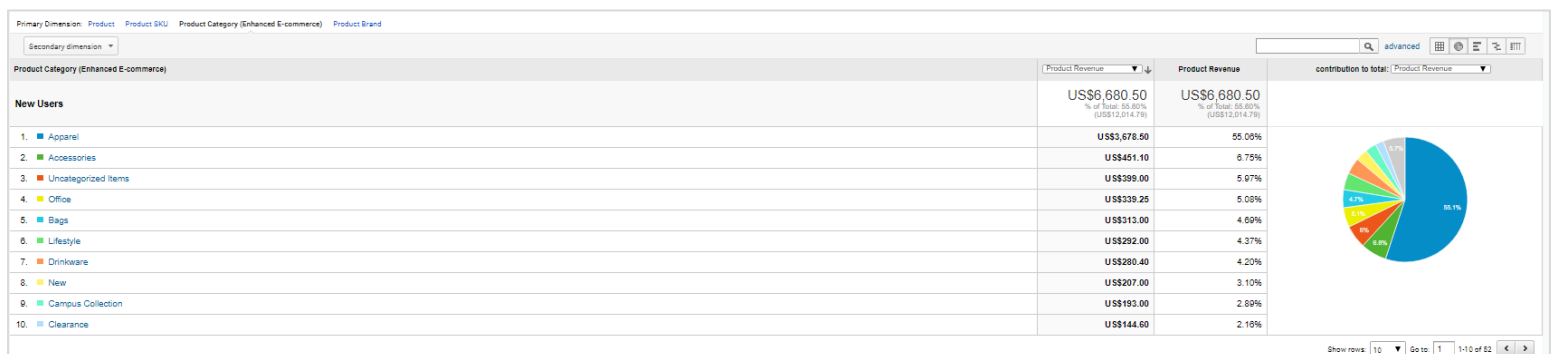 Primary Dimension: Product Product SKU Product Category (Enhanced E-commerce) Product Brand
Secondary dimension ▼ advanced
Product Category (Enhanced E-commerce) Product Revenue ▼ Product Revenue contribution to total: Product Revenue ▼
New Users US$6,680.50 US$6,680.50
% of Total: 55.60% % of Total: 55.60%
(US$12,014.79) (US$12,014.79)
1. Apparel US$3,678.50 55.06%
2. Accessories US$451.10 6.75%
3. Uncategorized Items US$399.00 5.97%
4. Office US$339.25 5.08%
5. Bags US$313.00 4.69%
6. Lifestyle US$292.00 4.37%
7. Drinkware US$280.40 4.20%
8. New US$207.00 3.10%
9. Campus Collection US$193.00 2.89%
10. Clearance US$144.60 2.16%
5.7%
4.7%
55.1%
5.1%
6%
6.8%
Show rows: 10 ▼ Go to: 1 1-10 of 52 < >